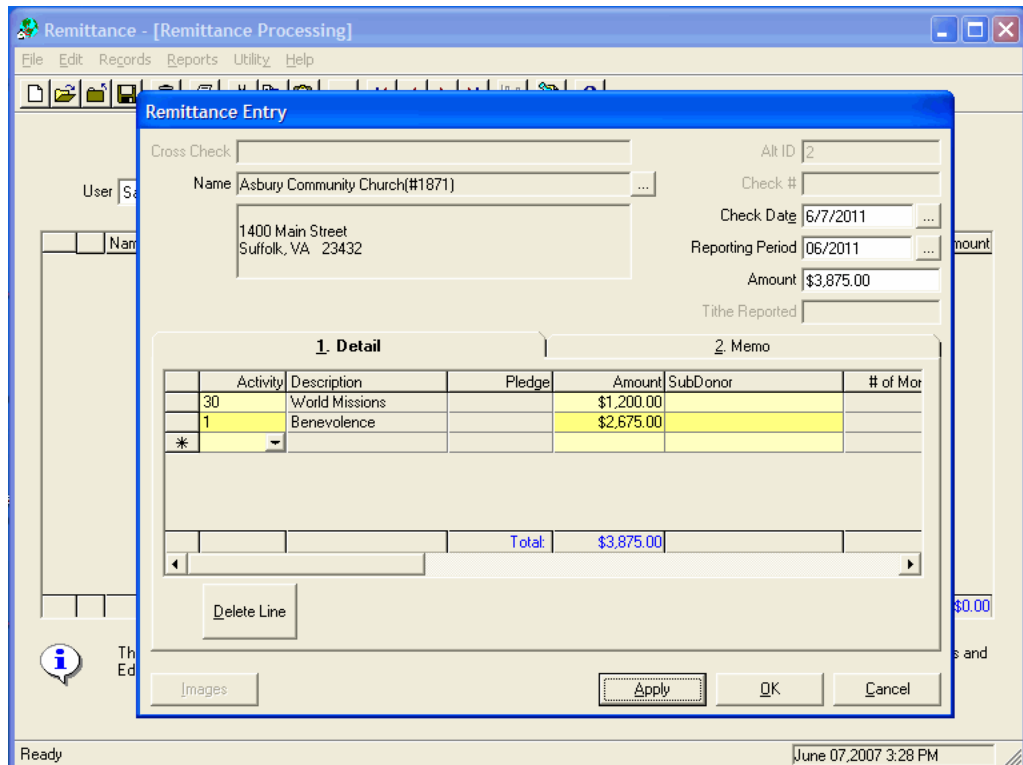 Remittance - [Remittance Processing]
File Edit Records Reports Utility Help
Remittance Entry
Cross Check
Alt ID 2
User
Name Asbury Community Church(#1871) ...
Check #
1400 Main Street
Suffolk, VA 23432
Check Date 6/7/2011 ...
Reporting Period 06/2011 ...
Amount $3,875.00
Tithe Reported
1. Detail
2. Memo
Activity Description Pledge Amount SubDonor # of Mor
30 World Missions $1,200.00
1 Benevolence $2,675.00
*
Total: $3,875.00
Delete Line
$0.00
s and
Images Apply OK Cancel
Ready
June 07,2007 3:28 PM